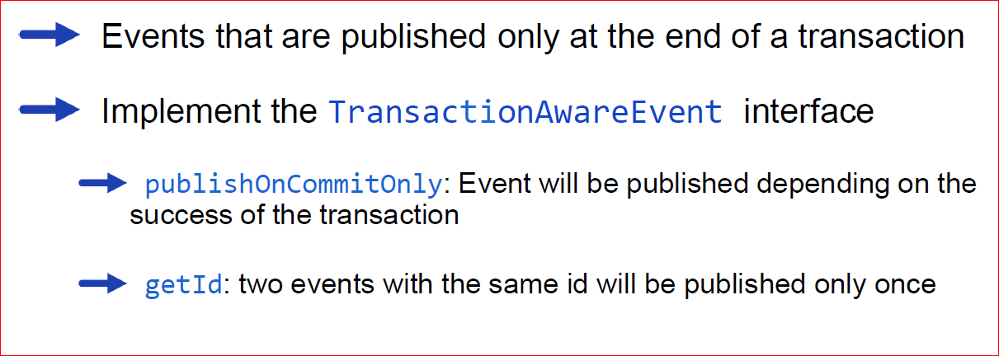 Events that are published only at the end of a transaction
Implement the TransactionAwareEvent interface
publishOnCommitOnly: Event will be published depending on the
success of the transaction
getId: two events with the same id will be published only once